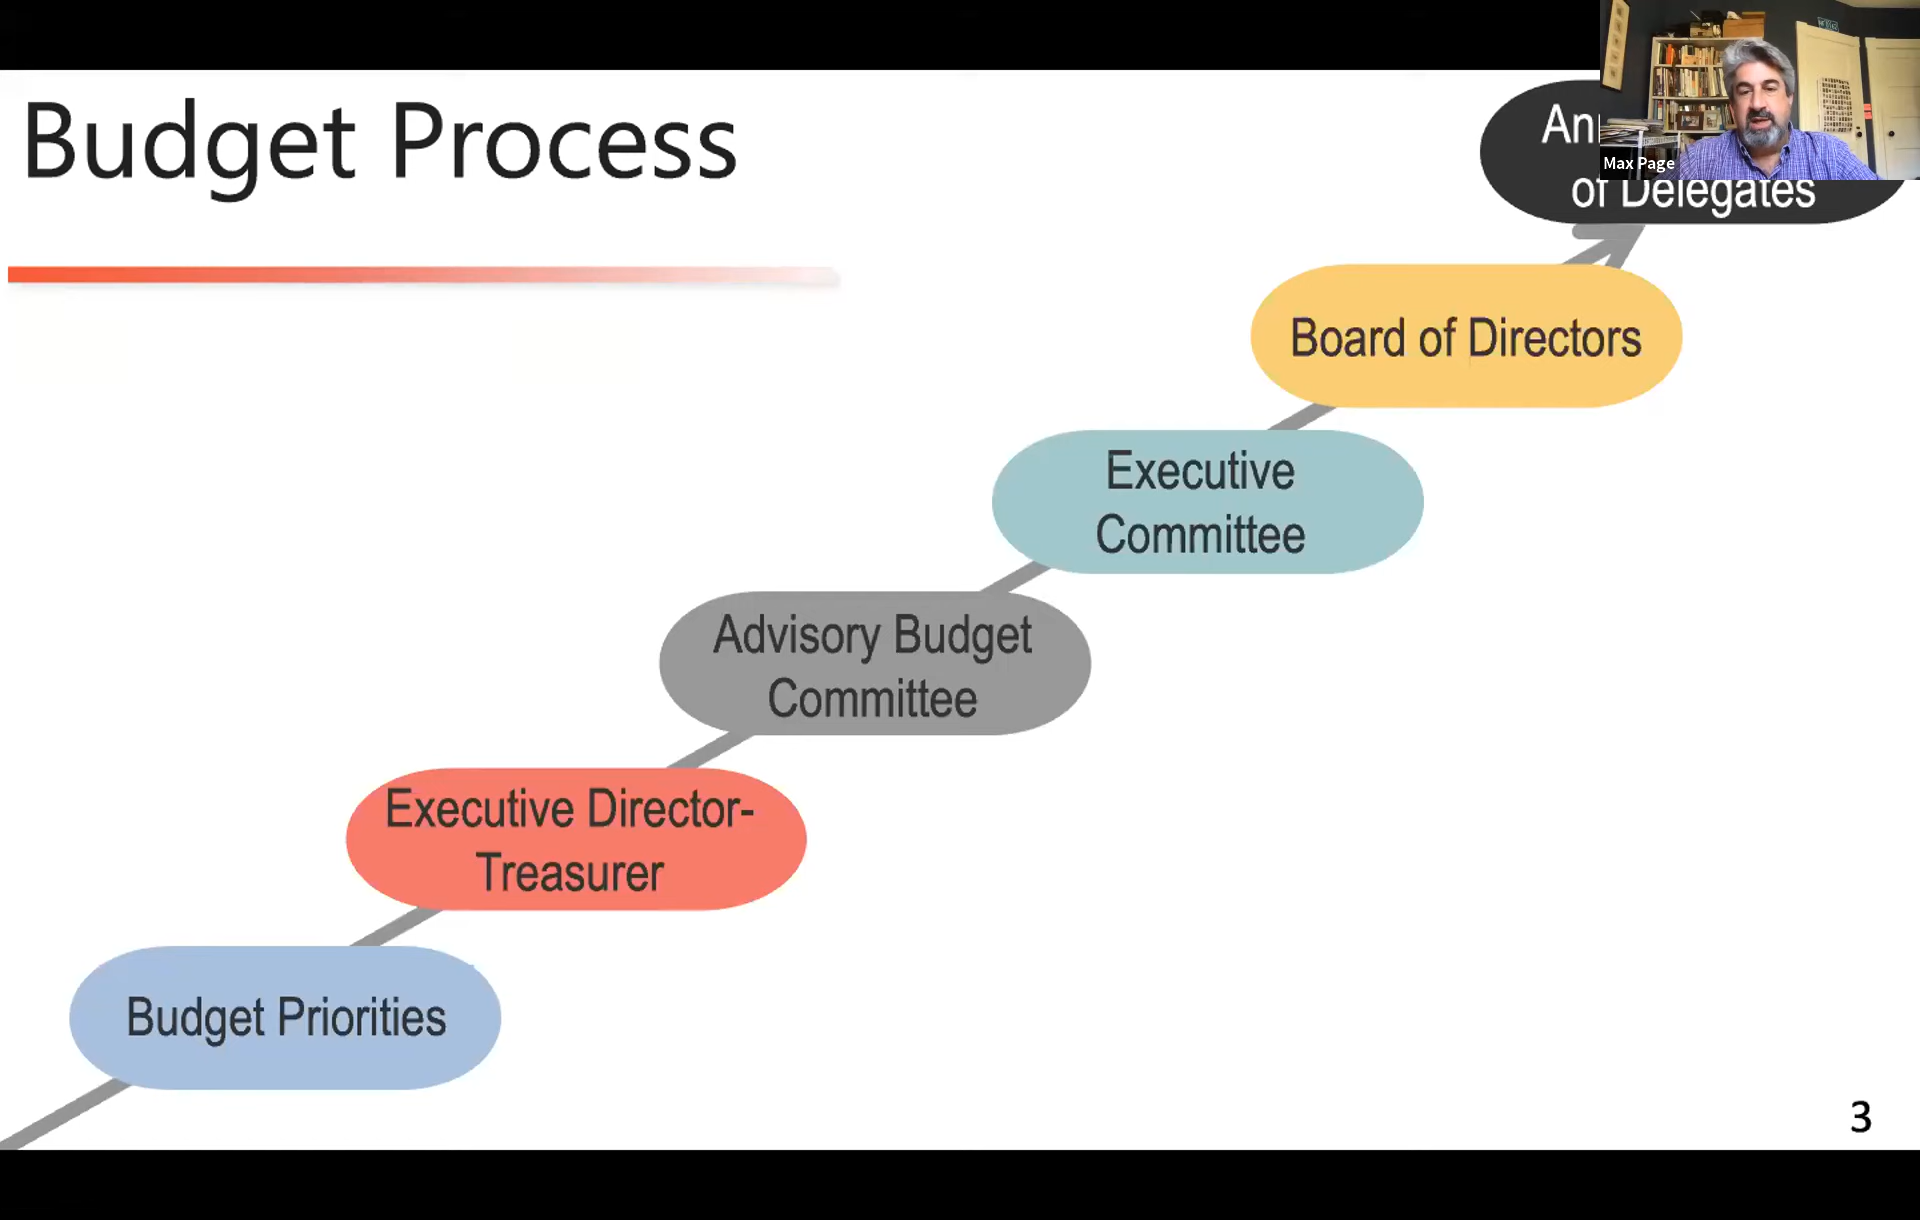 Budget Process
Max Page
of Delegates
Board of Directors
Executive
Committee
Advisory Budget
Committee
Executive Director-
Treasurer
Budget Priorities
3